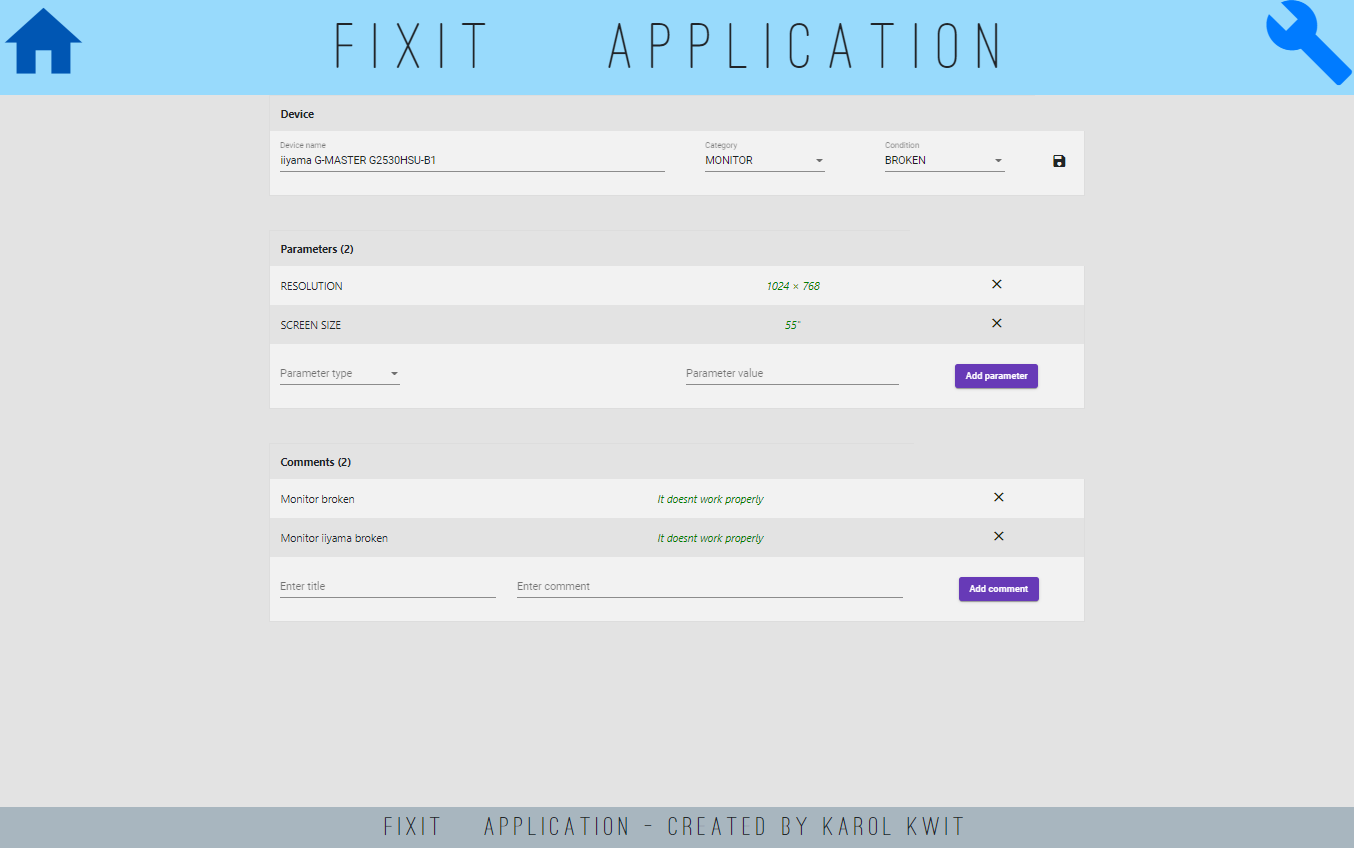 FIXIT APPLICATION
Device
Device name Category Condition
iiyama G-MASTER G2530HSU-B1 MONITOR BROKEN
Parameters (2)
RESOLUTION 1024 × 768
SCREEN SIZE 55"
Parameter type Parameter value Add parameter
Comments (2)
Monitor broken It doesnt work properly
Monitor iiyama broken It doesnt work properly
Enter title Enter comment Add comment
FIXIT APPLICATION - CREATED BY KAROL KWIT